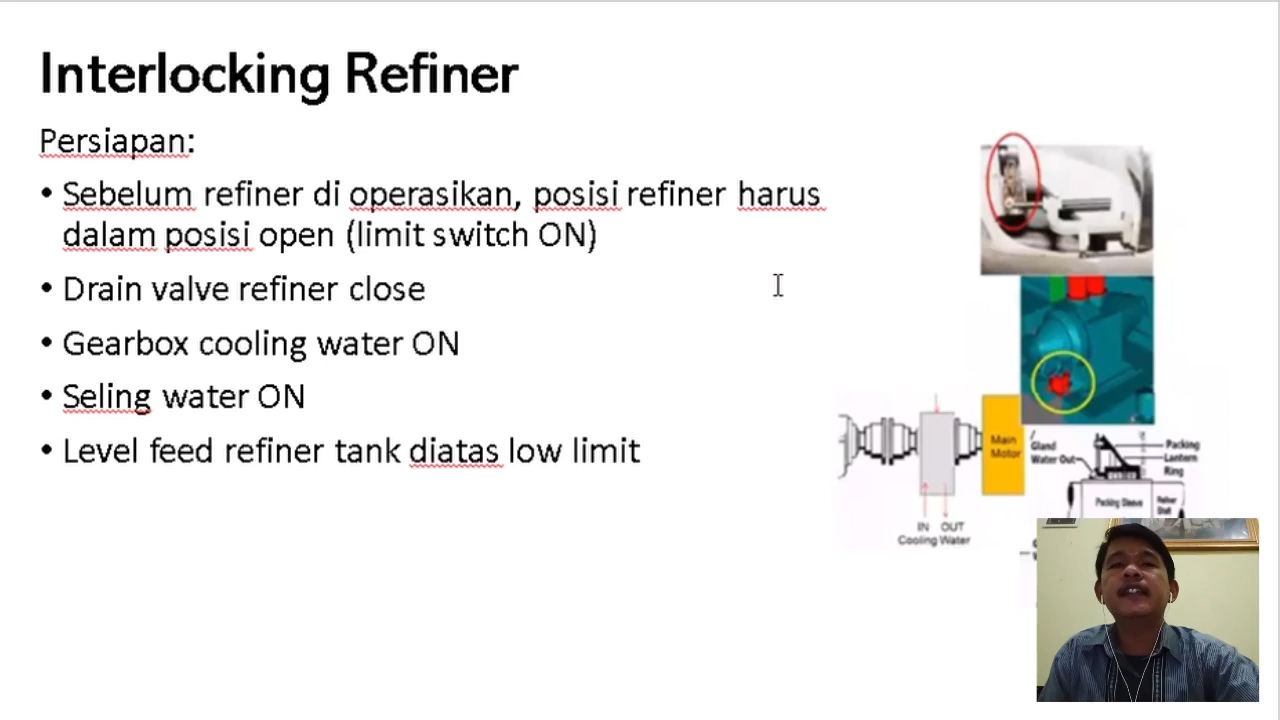 Interlocking Refiner
Persiapan:
• Sebelum refiner di operasikan, posisi refiner harus
dalam posisi open (limit switch ON)
• Drain valve refiner close
• Gearbox cooling water ON
• Seling water ON
• Level feed refiner tank diatas low limit
Main
Motor
Gland
Water Out
Packing
Lantern
Ring
Packing Sleeve
IN OUT
Cooling Water